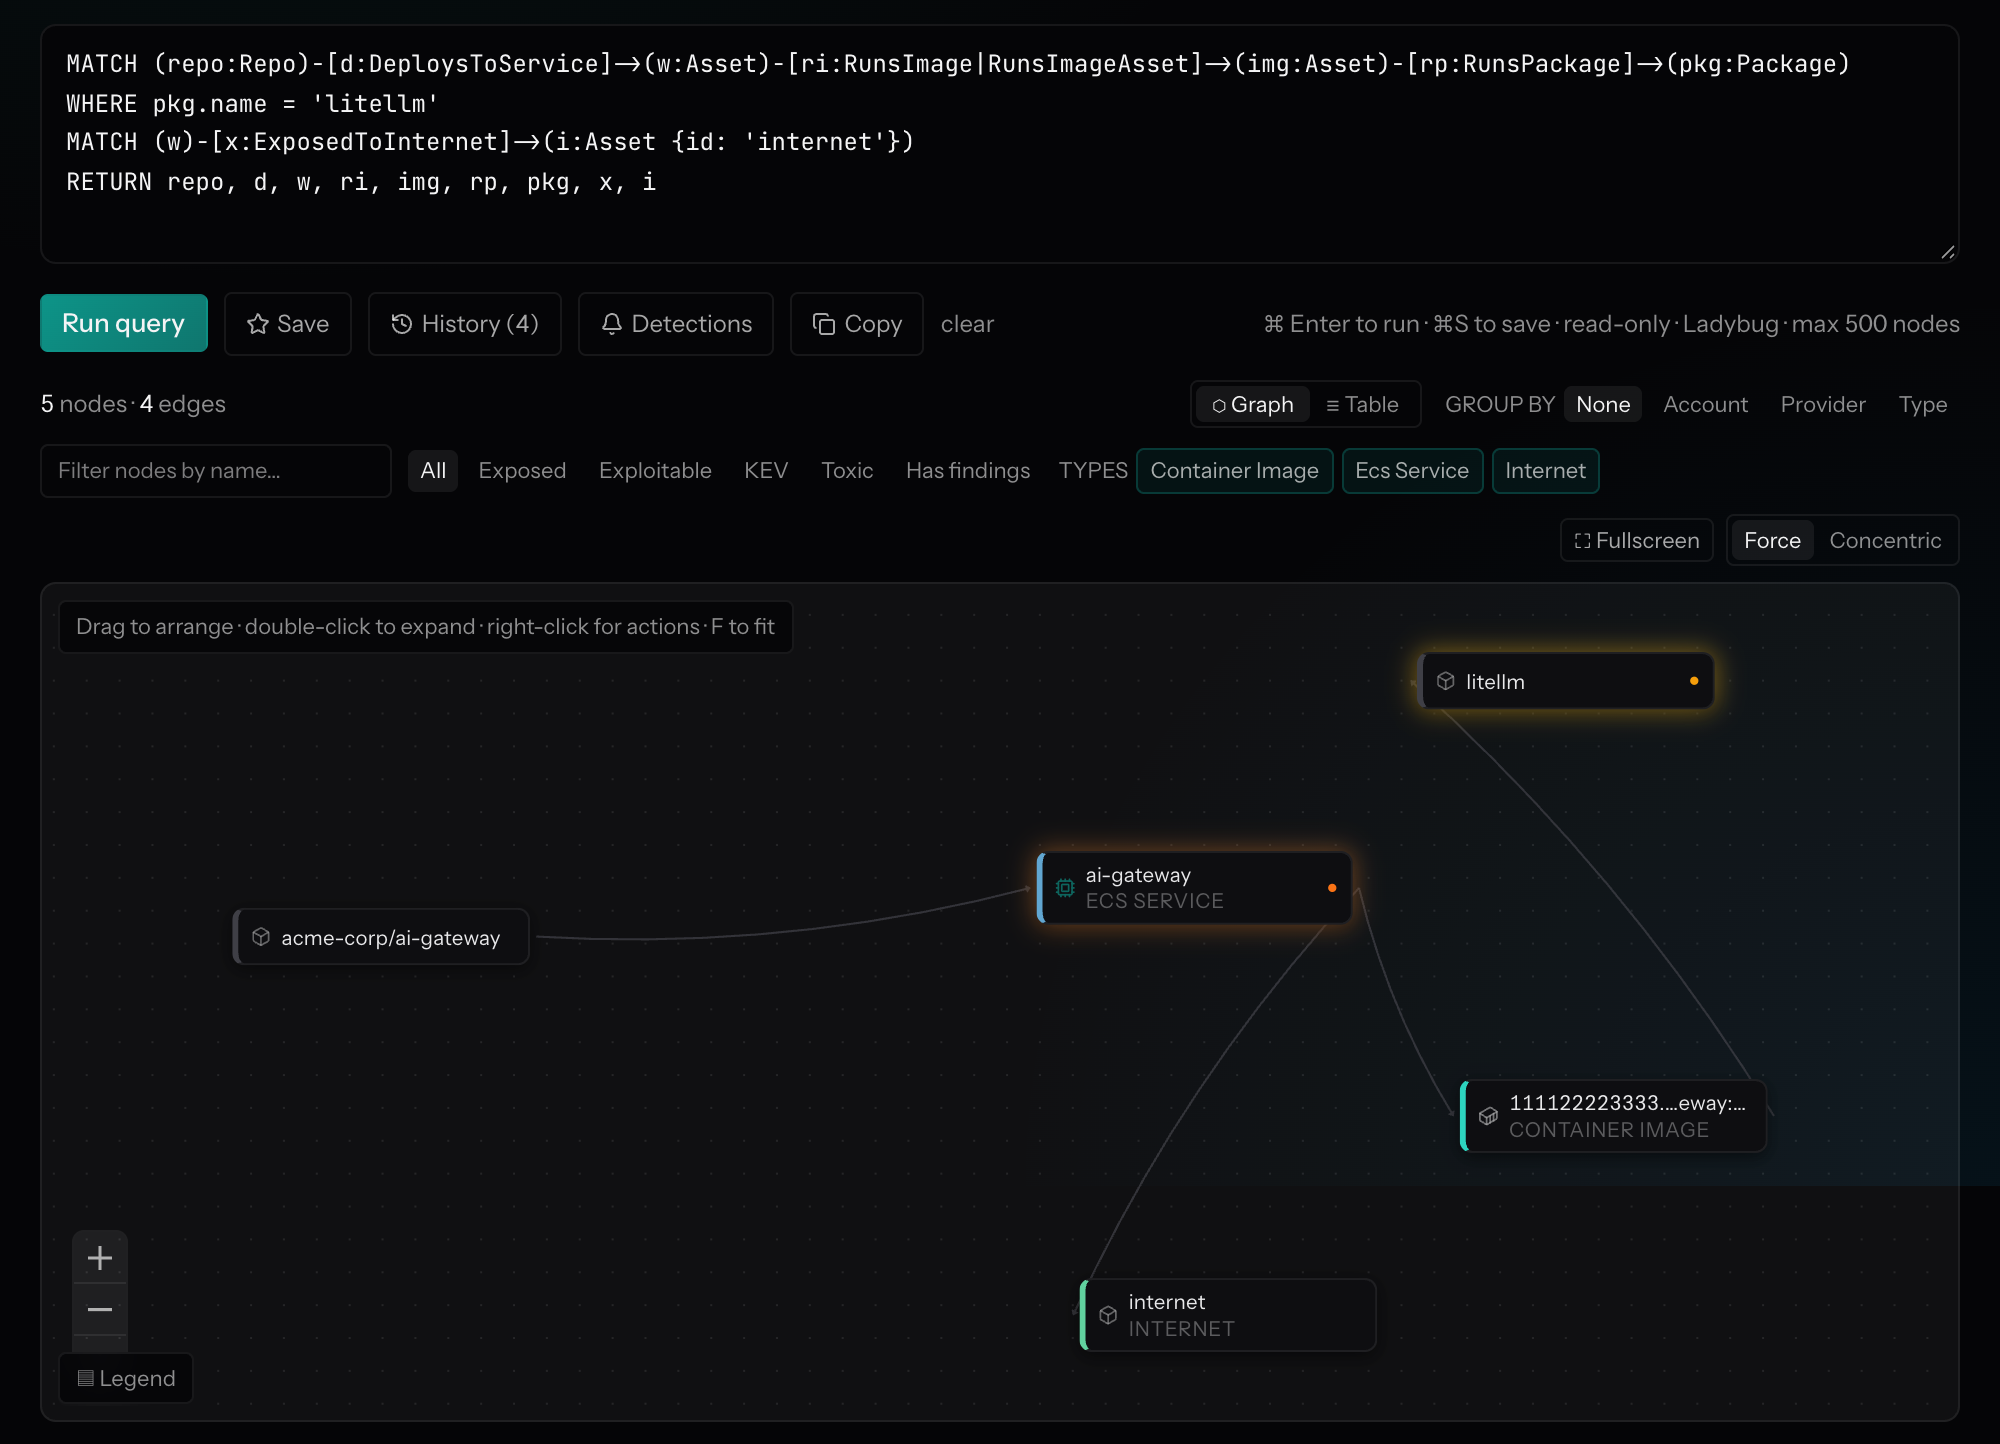 MATCH (repo:Repo)-[d:DeploysToService]->(w:Asset)-[ri:RunsImage|RunsImageAsset]->(img:Asset)-[rp:RunsPackage]->(pkg:Package)
WHERE pkg.name = 'litellm'
MATCH (w)-[x:ExposedToInternet]->(i:Asset {id: 'internet'})
RETURN repo, d, w, ri, img, rp, pkg, x, i
Run query Save History (4) Detections Copy clear ⌘ Enter to run · ⌘S to save · read-only · Ladybug · max 500 nodes
5 nodes · 4 edges Graph Table GROUP BY None Account Provider Type
Filter nodes by name... All Exposed Exploitable KEV Toxic Has findings TYPES Container Image Ecs Service Internet
Fullscreen Force Concentric
Drag to arrange · double-click to expand · right-click for actions · F to fit
litellm
ai-gateway
ECS SERVICE
acme-corp/ai-gateway
111122223333....eway:...
CONTAINER IMAGE
internet
INTERNET
Legend